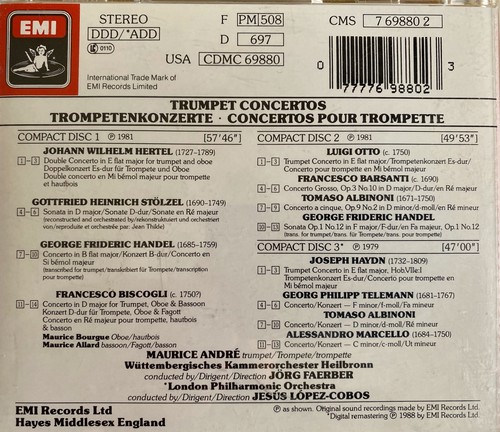 EMI
STEREO
DDD/*ADD
LC 0110
F PM 508
D 697
USA CDMC 69880
CMS 7 69880 2
0 77776 98802 3
International Trade Mark of
EMI Records Limited
TRUMPET CONCERTOS
TROMPETENKONZERTE · CONCERTOS POUR TROMPETTE
COMPACT DISC 1 ℗ 1981 [57'46"]
JOHANN WILHELM HERTEL (1727–1789)
1–3 Double Concerto in E flat major for trumpet and oboe
Doppelkonzert Es-dur für Trompete und Oboe
Double concerto en Mi bémol majeur pour trompette
et hautbois
GOTTFRIED HEINRICH STÖLZEL (1690–1749)
4–6 Sonata in D major/Sonate D-dur/Sonate en Ré majeur
(reconstructed and recorchestrated by/rekonstruiert und orchestriert
von/reproduite et orchestrée par: Jean Thilde)
GEORGE FRIDERIC HANDEL (1685–1759)
7–10 Concerto in B flat major/Konzert B-dur/Concerto en
Si bémol majeur
(transcribed for trumpet/transkribiert für Trompete/transcription
pour trompette)
FRANCESCO BISCOGLI (c. 1750?)
11–14 Concerto in D major for Trumpet, Oboe & Bassoon
Konzert D-dur für Trompete, Oboe & Fagott
Concerto en Ré majeur pour trompette, hautbois
& basson
Maurice Bourgue Oboe/hautbois
Maurice Allard bassoon/Fagott/basson
COMPACT DISC 2 ℗ 1981 [49'53"]
LUIGI OTTO (c. 1750)
1–3 Trumpet Concerto in E flat major/Trompetenkonzert Es-dur/
Concerto pour trompette en Mi bémol majeur
FRANCESCO BARSANTI (c. 1690)
4–6 Concerto Grosso, Op.3 No.10 in D major/D-dur/en Ré majeur
TOMASO ALBINONI (1671–1750)
7–9 Concerto a cinque, Op.9 No.2 in D minor/d-moll/en Ré mineur
GEORGE FRIDERIC HANDEL
10–13 Sonata Op.1 No.12 in F major/F-dur/en Fa majeur, Op.1 No.12
(trans. for trumpet/trans. für Trompete/trans. pour trompette)
COMPACT DISC 3* ℗ 1979 [47'00"]
JOSEPH HAYDN (1732–1809)
1–3 Trumpet Concerto in E flat major, Hob.VIIe:I
Trompetenkonzert Es-dur/Concerto pour trompette en
Mi bémol majeur
GEORG PHILIPP TELEMANN (1681–1767)
4–6 Concerto/Konzert — F minor/f-moll/Fa mineur
TOMASO ALBINONI
7–10 Concerto/Konzert — D minor/d-moll/Ré mineur
ALESSANDRO MARCELLO (1684–1750)
11–13 Concerto/Konzert — C minor/c-moll/Ut mineur
MAURICE ANDRÉ trumpet/Trompete/trompette
Württembergisches Kammerorchester Heilbronn
conducted by/Dirigent/Direction JÖRG FAERBER
*London Philharmonic Orchestra
conducted by/Dirigent/Direction JESÚS LÓPEZ-COBOS
EMI Records Ltd
Hayes Middlesex England
℗ as shown. Original sound recordings made by EMI Records Ltd.
*Digital remastering ℗ 1988 by EMI Records Ltd.